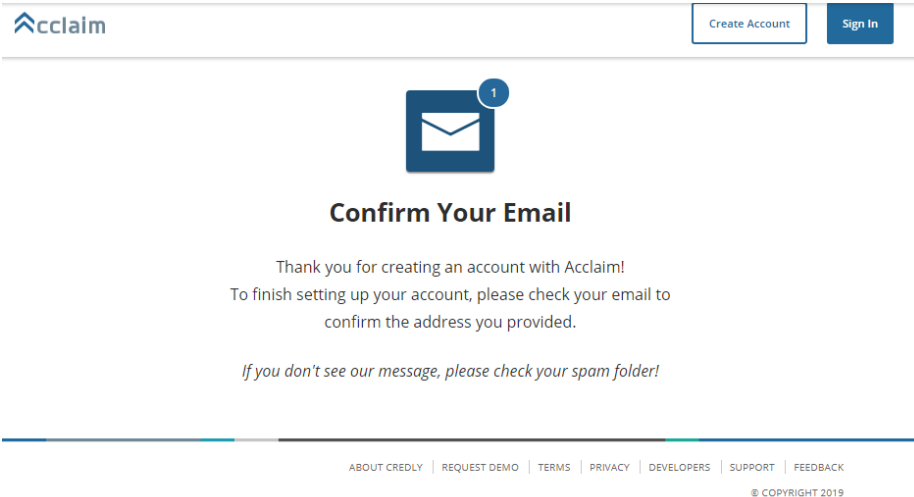 Acclaim
Create Account
Sign In
1
Confirm Your Email
Thank you for creating an account with Acclaim!
To finish setting up your account, please check your email to
confirm the address you provided.
If you don't see our message, please check your spam folder!
ABOUT CREDLY | REQUEST DEMO | TERMS | PRIVACY | DEVELOPERS | SUPPORT | FEEDBACK
© COPYRIGHT 2019